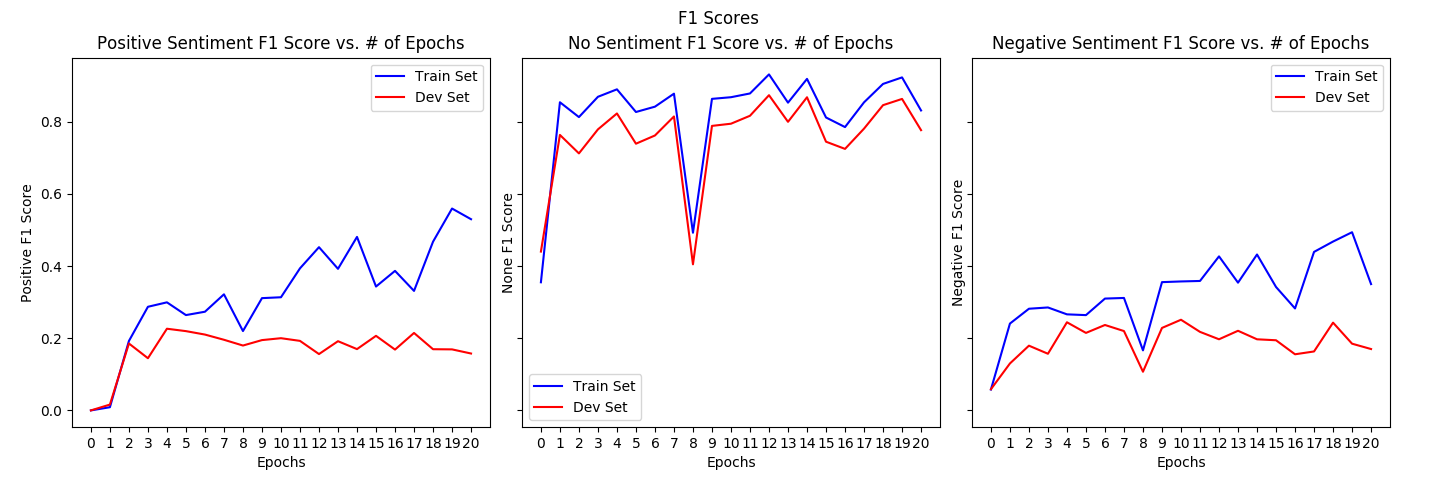 F1 Scores
Positive Sentiment F1 Score vs. # of Epochs
Positive F1 Score
0.8
0.6
0.4
0.2
0.0
Train Set
Dev Set
0 1 2 3 4 5 6 7 8 9 10 11 12 13 14 15 16 17 18 19 20
Epochs
No Sentiment F1 Score vs. # of Epochs
None F1 Score
Train Set
Dev Set
0 1 2 3 4 5 6 7 8 9 10 11 12 13 14 15 16 17 18 19 20
Epochs
Negative Sentiment F1 Score vs. # of Epochs
Negative F1 Score
Train Set
Dev Set
0 1 2 3 4 5 6 7 8 9 10 11 12 13 14 15 16 17 18 19 20
Epochs